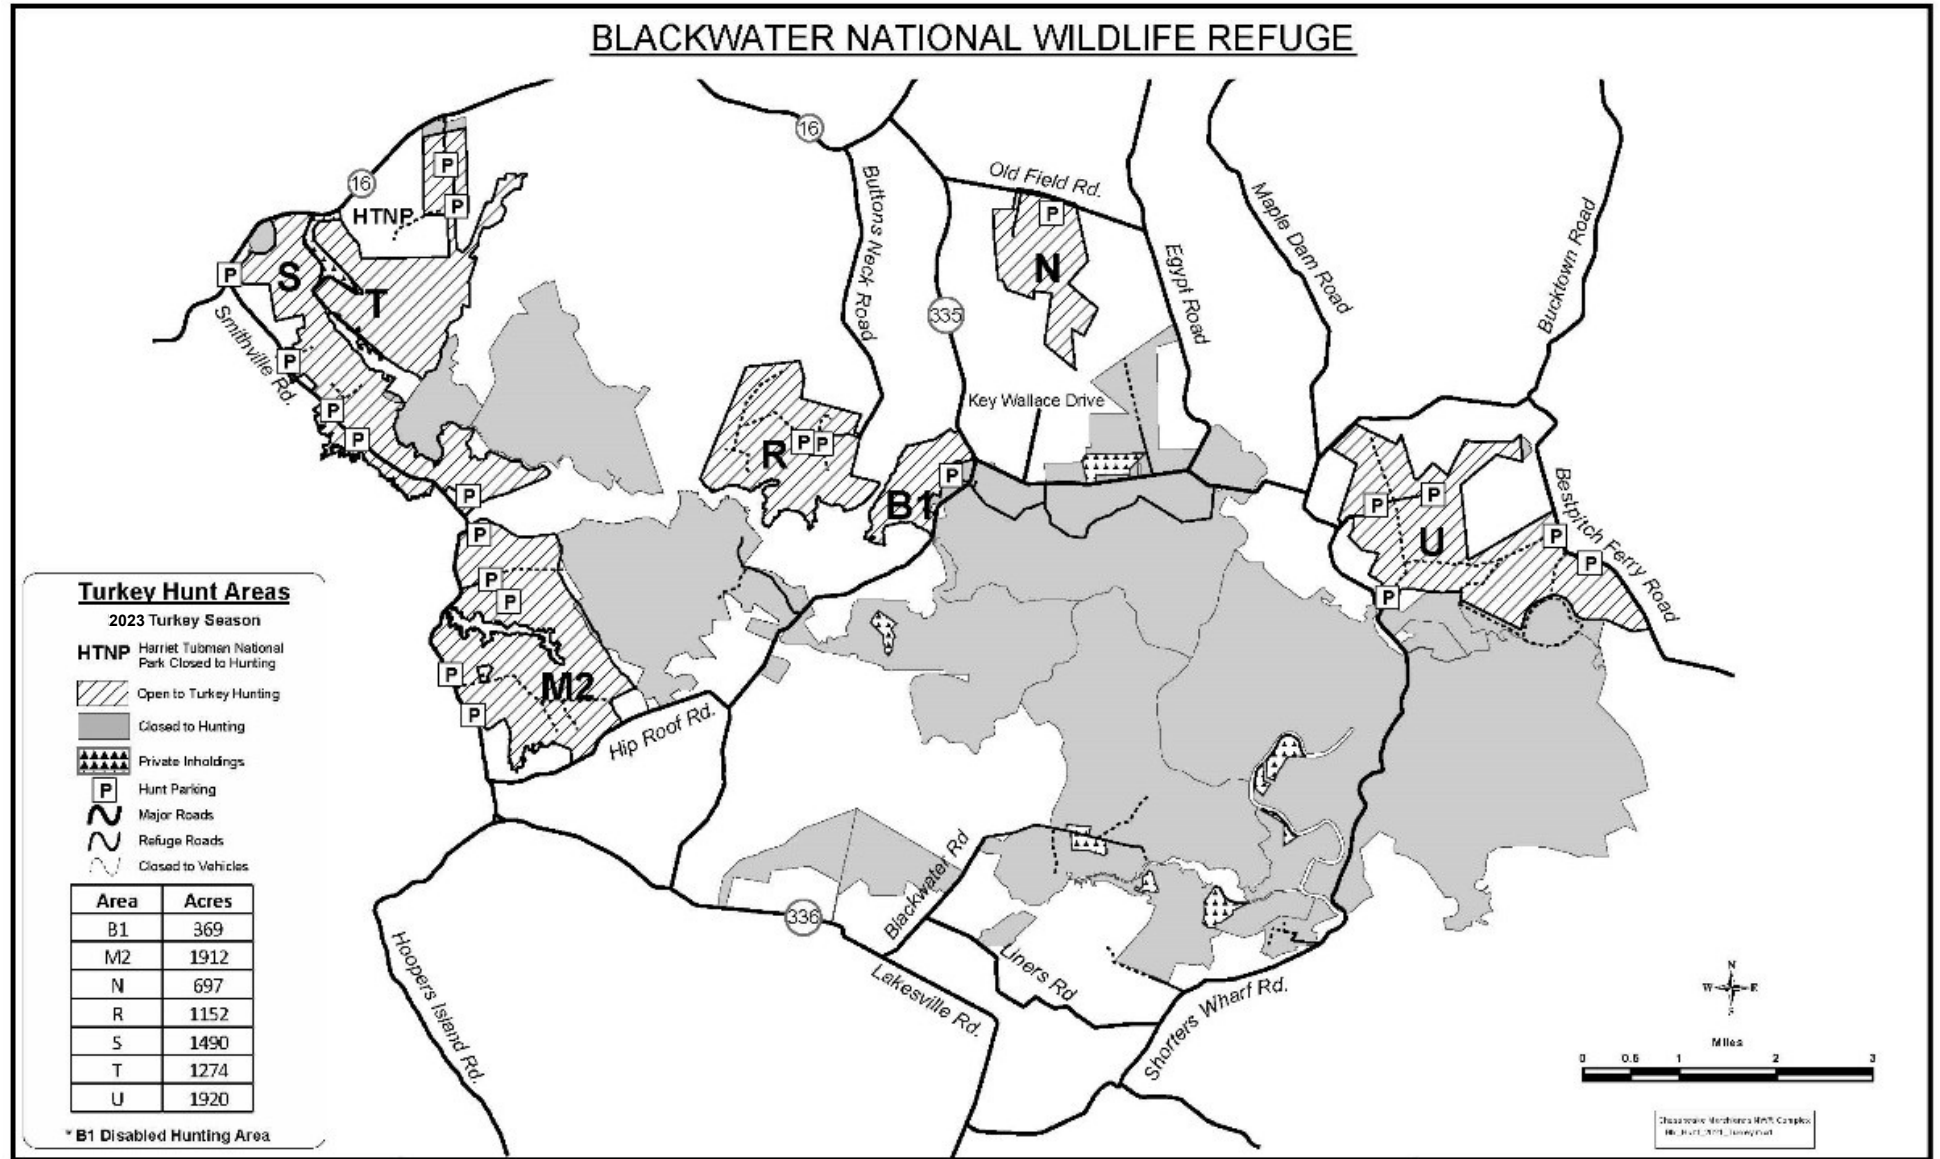 BLACKWATER NATIONAL WILDLIFE REFUGE
16
16
HTNP
P
P
P
S
T
Smithville Rd.
P
P
P
P
Buttons Neck Road
335
Old Field Rd.
P
N
Egypt Road
Maple Dam Road
Bucktown Road
Key Wallace Drive
R
P
P
B1
P
P
P
U
P
P
P
Bestpitch Ferry Road
P
P
P
P
P
M2
Hip Roof Rd.
336
Blackwater Rd
Liners Rd
Lakesville Rd.
Shorters Wharf Rd.
Hoopers Island Rd.
Turkey Hunt Areas
2023 Turkey Season
HTNP Harriet Tubman National
Park Closed to Hunting
Open to Turkey Hunting
Closed to Hunting
Private Inholdings
P Hunt Parking
Major Roads
Refuge Roads
Closed to Vehicles
Area Acres
B1 369
M2 1912
N 697
R 1152
S 1490
T 1274
U 1920
* B1 Disabled Hunting Area
N
W E
S
Miles
0 0.5 1 2 3
Chesapeake Marshlands NWR Complex